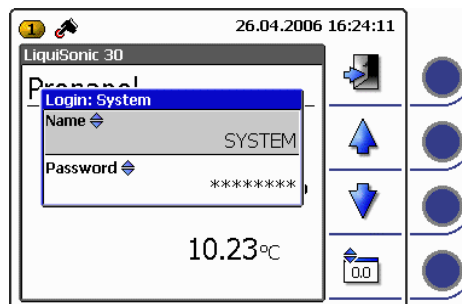 1
26.04.2006 16:24:11
LiquiSonic 30
Login: System
Name
SYSTEM
Password
********
10.23°C
0.0